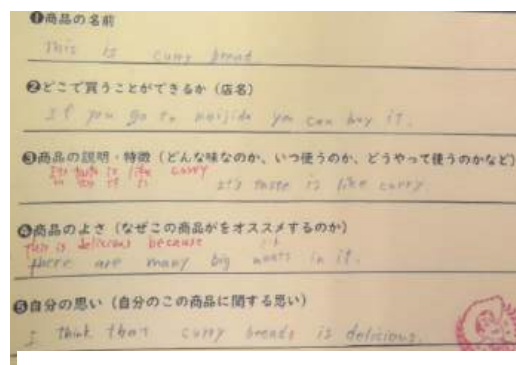 ❶商品の名前
This is curry bread.
❷どこで買うことができるか（店名）
If you go to you can buy it.
❸商品の説明・特徴（どんな味なのか、いつ使うのか、どうやって使うのかなど）
Its taste is like curry
It's taste is like curry.
❹商品のよさ（なぜこの商品がをオススメするのか）
This is delicious because
there are many big in it.
❺自分の思い（自分のこの商品に関する思い）
I think that curry breads is delicious.